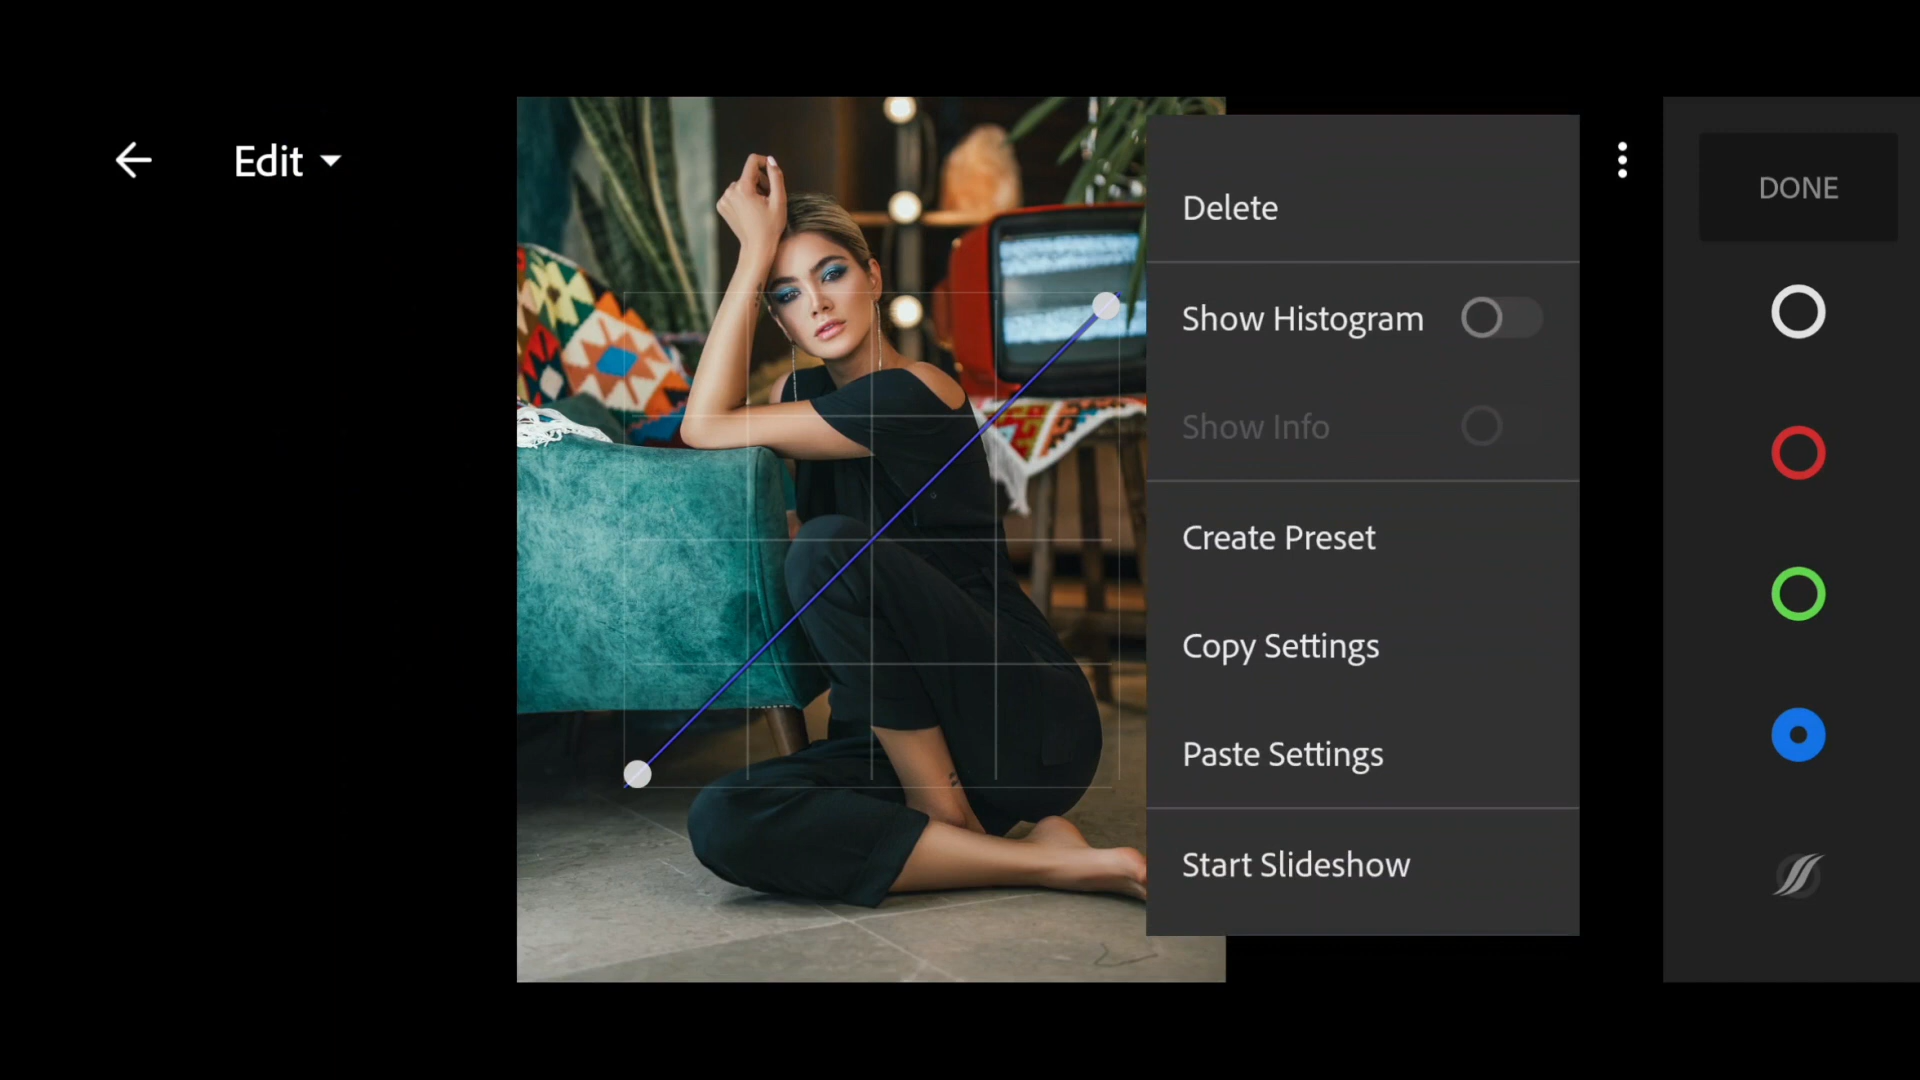 Edit
Delete
Show Histogram
Show Info
Create Preset
Copy Settings
Paste Settings
Start Slideshow
DONE